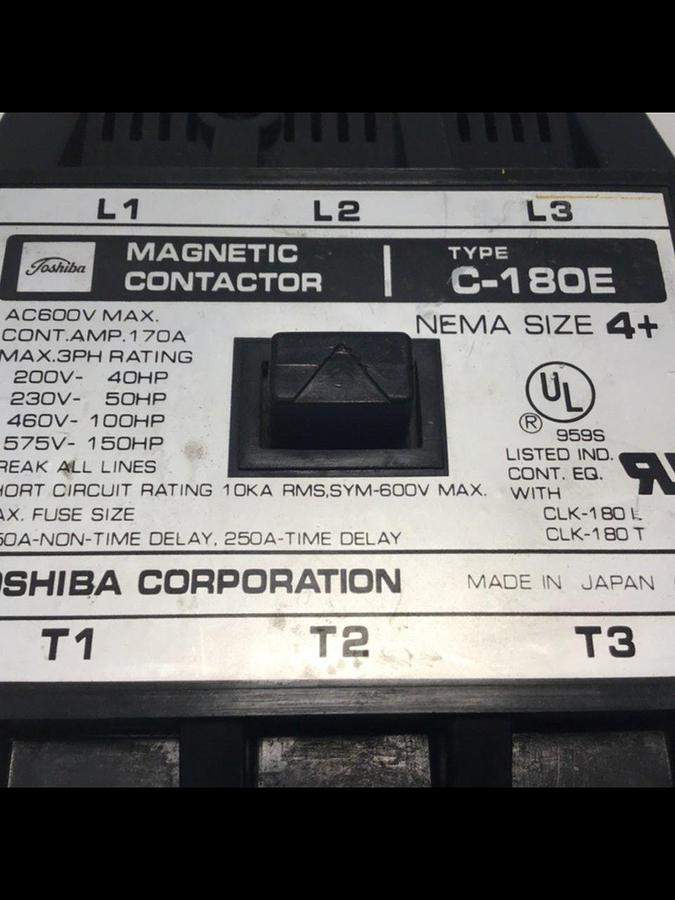 L1 L2 L3
Toshiba MAGNETIC CONTACTOR TYPE C-180E
AC600V MAX.
CONT.AMP.170A
MAX.3PH RATING
200V- 40HP
230V- 50HP
460V-100HP
575V-150HP
REAK ALL LINES
HORT CIRCUIT RATING 10KA RMS,SYM-600V MAX.
AX. FUSE SIZE
50A-NON-TIME DELAY, 250A-TIME DELAY
NEMA SIZE 4+
UL
® 959S
LISTED IND.
CONT. EQ.
WITH
CLK-180 L
CLK-180 T
OSHIBA CORPORATION MADE IN JAPAN
T1 T2 T3